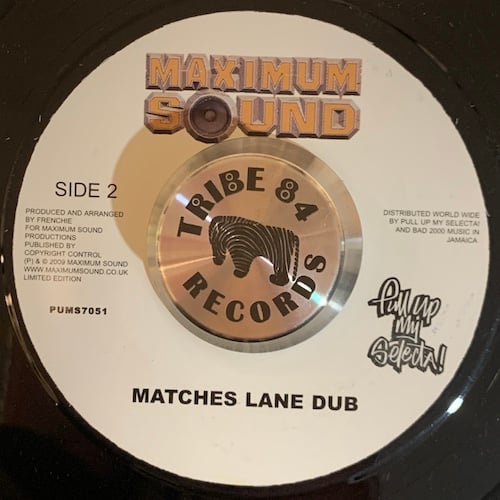 MAXIMUM
SOUND
SIDE 2
PRODUCED AND ARRANGED
BY FRENCHIE
FOR MAXIMUM SOUND
PRODUCTIONS
PUBLISHED BY
COPYRIGHT CONTROL
(P) & © 2009 MAXIMUM SOUND
WWW.MAXIMUMSOUND.CO.UK
LIMITED EDITION
PUMS7051
TRIBE 84
RECORDS
DISTRIBUTED WORLD WIDE
BY PULL UP MY SELECTA!
AND BAD 2000 MUSIC IN
JAMAICA.
Pull up
my
Selecta!
MATCHES LANE DUB